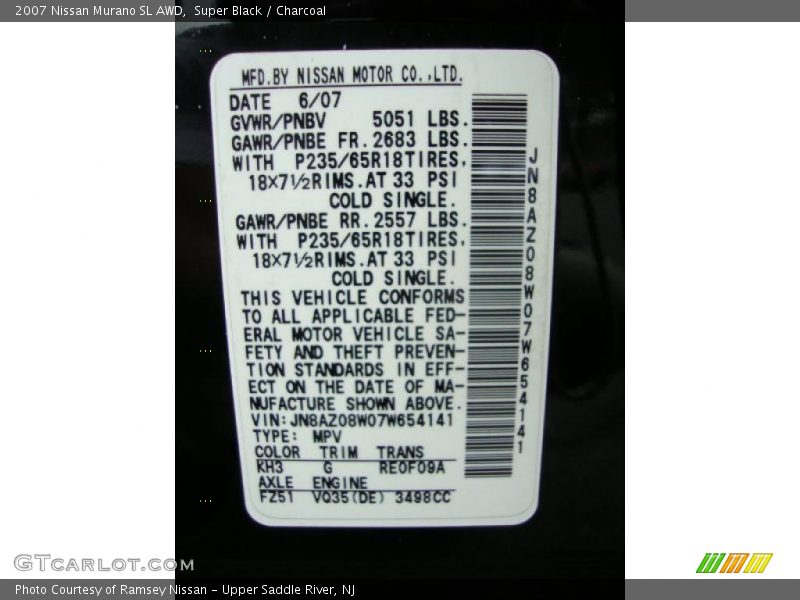 2007 Nissan Murano SL AWD,  Super Black / Charcoal
MFD.BY NISSAN MOTOR CO.,LTD.
DATE 6/07
GVWR/PNBV 5051 LBS.
GAWR/PNBE FR. 2683 LBS.
WITH P235/65R18TIRES,
18×7½RIMS.AT 33 PSI
COLD SINGLE.
GAWR/PNBE RR. 2557 LBS.
WITH P235/65R18TIRES,
18×7½RIMS.AT 33 PSI
COLD SINGLE.
THIS VEHICLE CONFORMS
TO ALL APPLICABLE FED-
ERAL MOTOR VEHICLE SA-
FETY AND THEFT PREVEN-
TION STANDARDS IN EFF-
ECT ON THE DATE OF MA-
NUFACTURE SHOWN ABOVE.
VIN:JN8AZ08W07W654141
TYPE: MPV
COLOR TRIM TRANS
KH3 G RE0F09A
AXLE ENGINE
FZ51 VQ35(DE) 3498CC
JN8AZ08W07W654141
GTCARLOT.COM
Photo Courtesy of Ramsey Nissan - Upper Saddle River, NJ